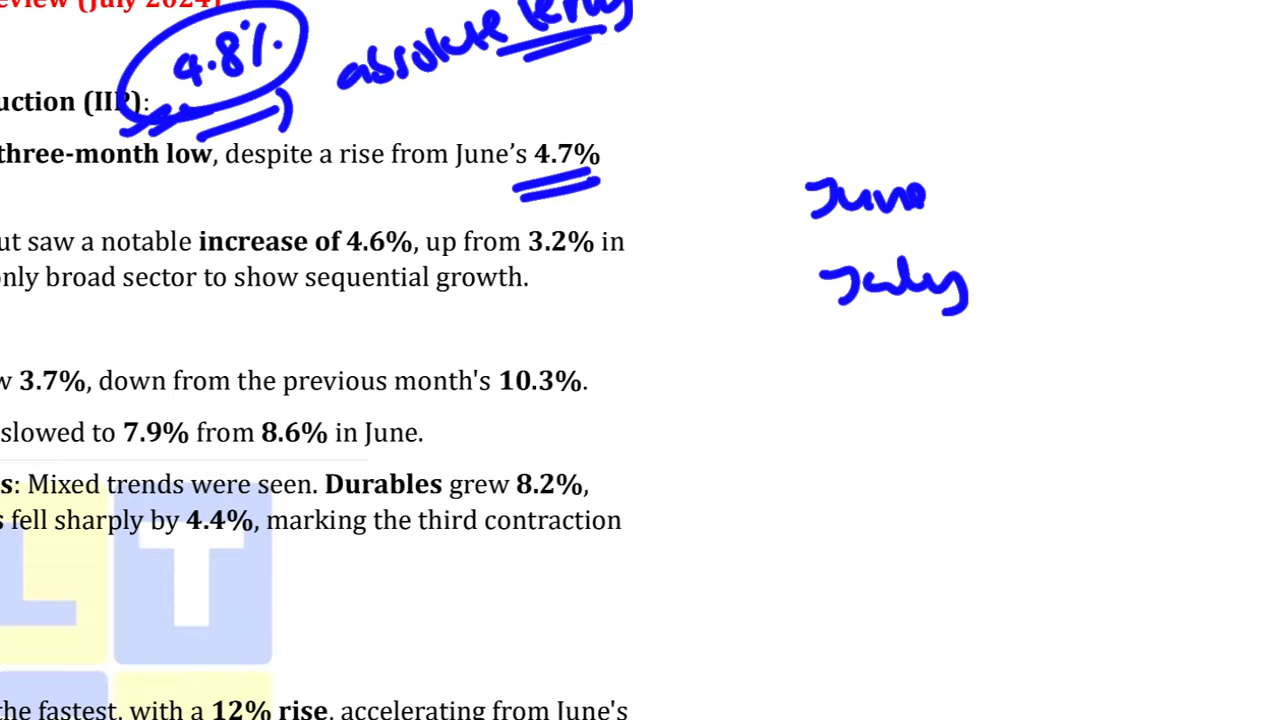 eview (July 2024)
4.8%
absolute terms
uction (IIP):
three-month low, despite a rise from June's 4.7%
June
ut saw a notable increase of 4.6%, up from 3.2% in
July
only broad sector to show sequential growth.
w 3.7%, down from the previous month's 10.3%.
slowed to 7.9% from 8.6% in June.
s: Mixed trends were seen. Durables grew 8.2%,
s fell sharply by 4.4%, marking the third contraction
L T
the fastest, with a 12% rise, accelerating from June's